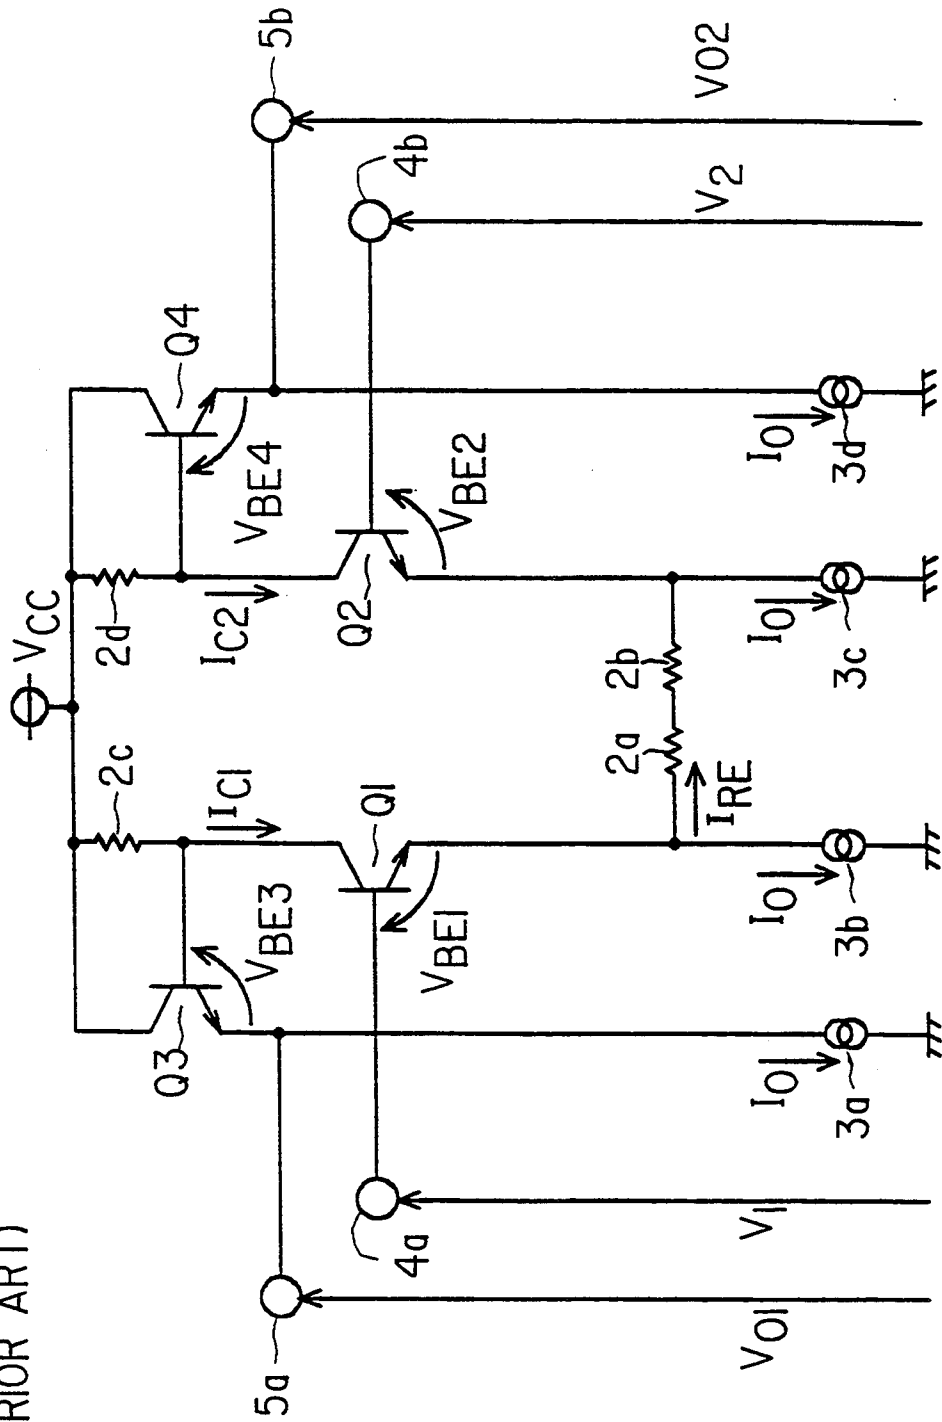 RIOR ART)
VCC
5a
5b
Q3
Q4
VBE3
VBE4
2c
2d
IC1
IC2
4a
4b
Q1
Q2
VBE1
VBE2
2a
2b
IRE
VO1
V1
V2
VO2
IO
IO
IO
IO
3a
3b
3c
3d